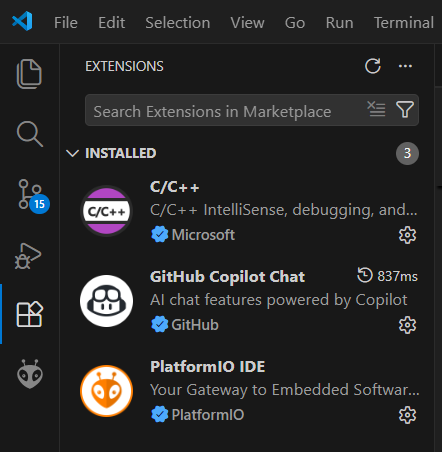 File Edit Selection View Go Run Terminal
EXTENSIONS
Search Extensions in Marketplace
INSTALLED 3
C/C++
C/C++ C/C++ IntelliSense, debugging, and...
Microsoft
15
GitHub Copilot Chat 837ms
AI chat features powered by Copilot
GitHub
PlatformIO IDE
Your Gateway to Embedded Softwar...
PlatformIO